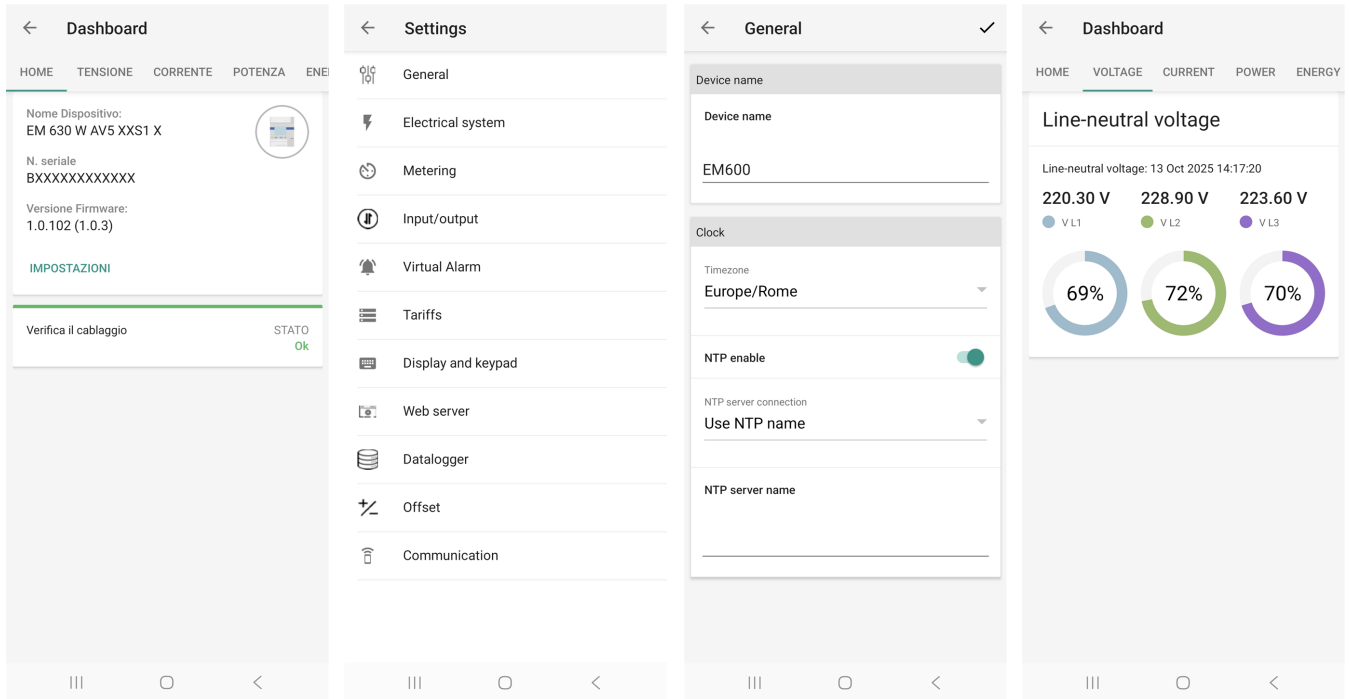 Dashboard
HOME TENSIONE CORRENTE POTENZA ENE
Nome Dispositivo:
EM 630 W AV5 XXS1 X
N. seriale
BXXXXXXXXXXXX
Versione Firmware:
1.0.102 (1.0.3)
IMPOSTAZIONI
Verifica il cablaggio
STATO
Ok
Settings
General
Electrical system
Metering
Input/output
Virtual Alarm
Tariffs
Display and keypad
Web server
Datalogger
Offset
Communication
General
Device name
Device name
EM600
Clock
Timezone
Europe/Rome
NTP enable
NTP server connection
Use NTP name
NTP server name
Dashboard
HOME VOLTAGE CURRENT POWER ENERGY
Line-neutral voltage
Line-neutral voltage: 13 Oct 2025 14:17:20
220.30 V 228.90 V 223.60 V
V L1 V L2 V L3
69% 72% 70%